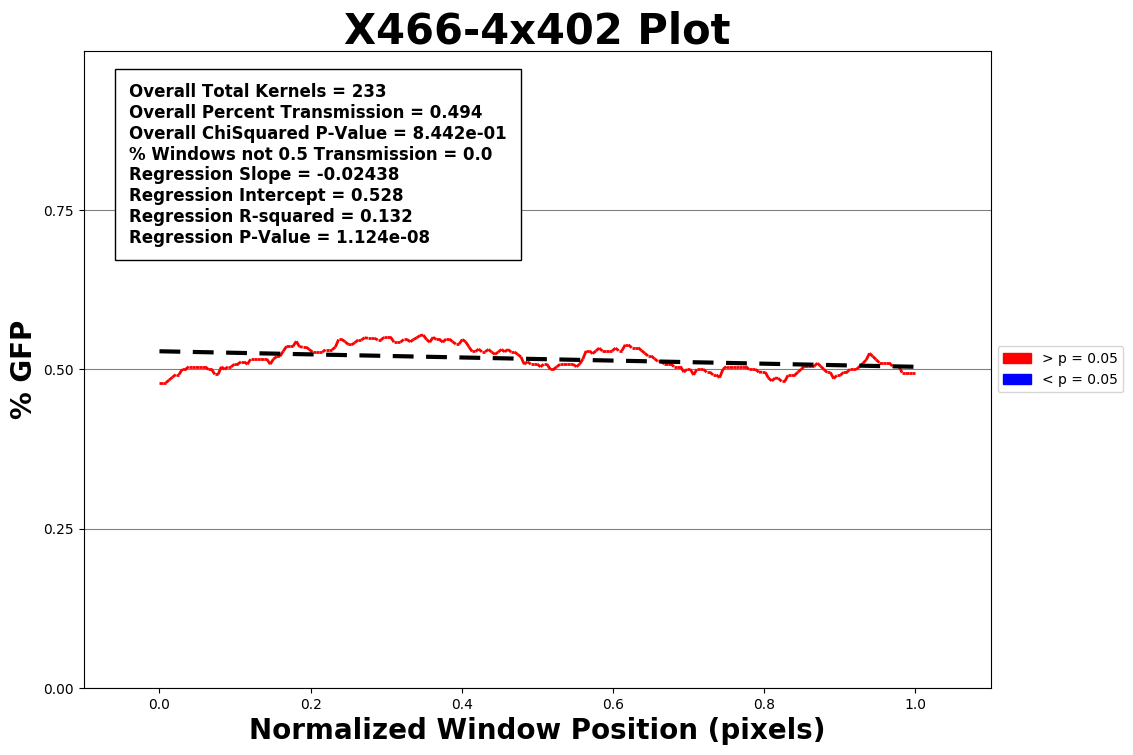 X466-4x402 Plot
Overall Total Kernels = 233
Overall Percent Transmission = 0.494
Overall ChiSquared P-Value = 8.442e-01
% Windows not 0.5 Transmission = 0.0
Regression Slope = -0.02438
Regression Intercept = 0.528
Regression R-squared = 0.132
Regression P-Value = 1.124e-08
% GFP
0.75
0.50
0.25
0.00
> p = 0.05
< p = 0.05
0.0 0.2 0.4 0.6 0.8 1.0
Normalized Window Position (pixels)